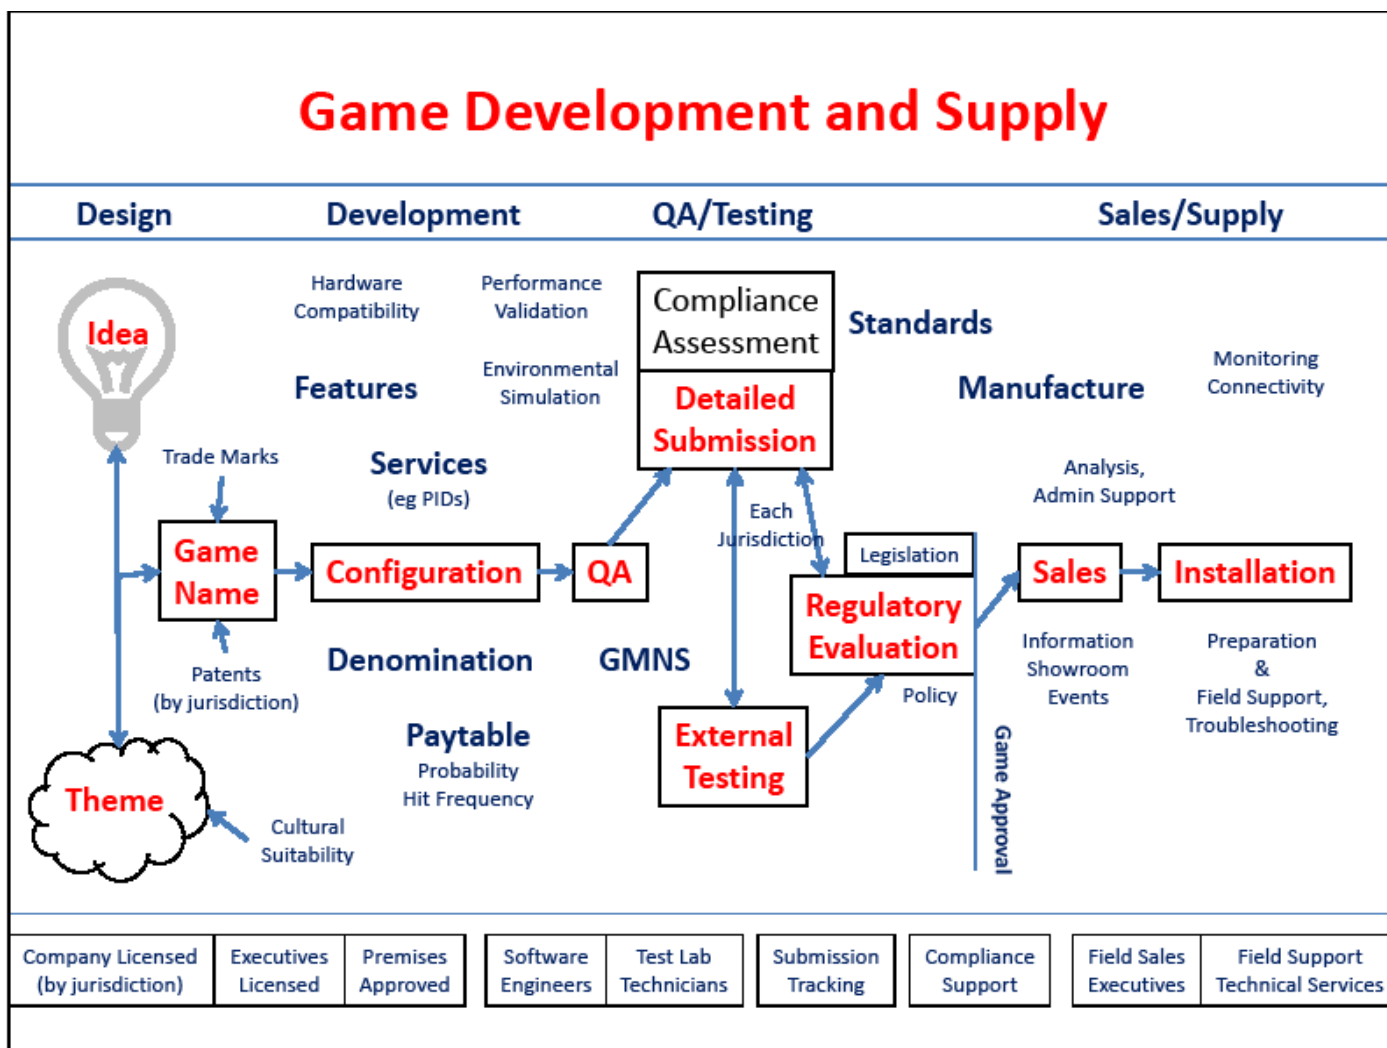 Game Development and Supply
Design
Development
QA/Testing
Sales/Supply
Idea
Trade Marks
Game
Name
Patents
(by jurisdiction)
Theme
Cultural
Suitability
Hardware
Compatibility
Performance
Validation
Features
Environmental
Simulation
Services
(eg PIDs)
Configuration
QA
Denomination
GMNS
Paytable
Probability
Hit Frequency
Compliance
Assessment
Detailed
Submission
Standards
Each
Jurisdiction
Legislation
Regulatory
Evaluation
Policy
External
Testing
Game Approval
Manufacture
Monitoring
Connectivity
Analysis,
Admin Support
Sales
Installation
Information
Showroom
Events
Preparation
&
Field Support,
Troubleshooting
Company Licensed
(by jurisdiction)
Executives
Licensed
Premises
Approved
Software
Engineers
Test Lab
Technicians
Submission
Tracking
Compliance
Support
Field Sales
Executives
Field Support
Technical Services